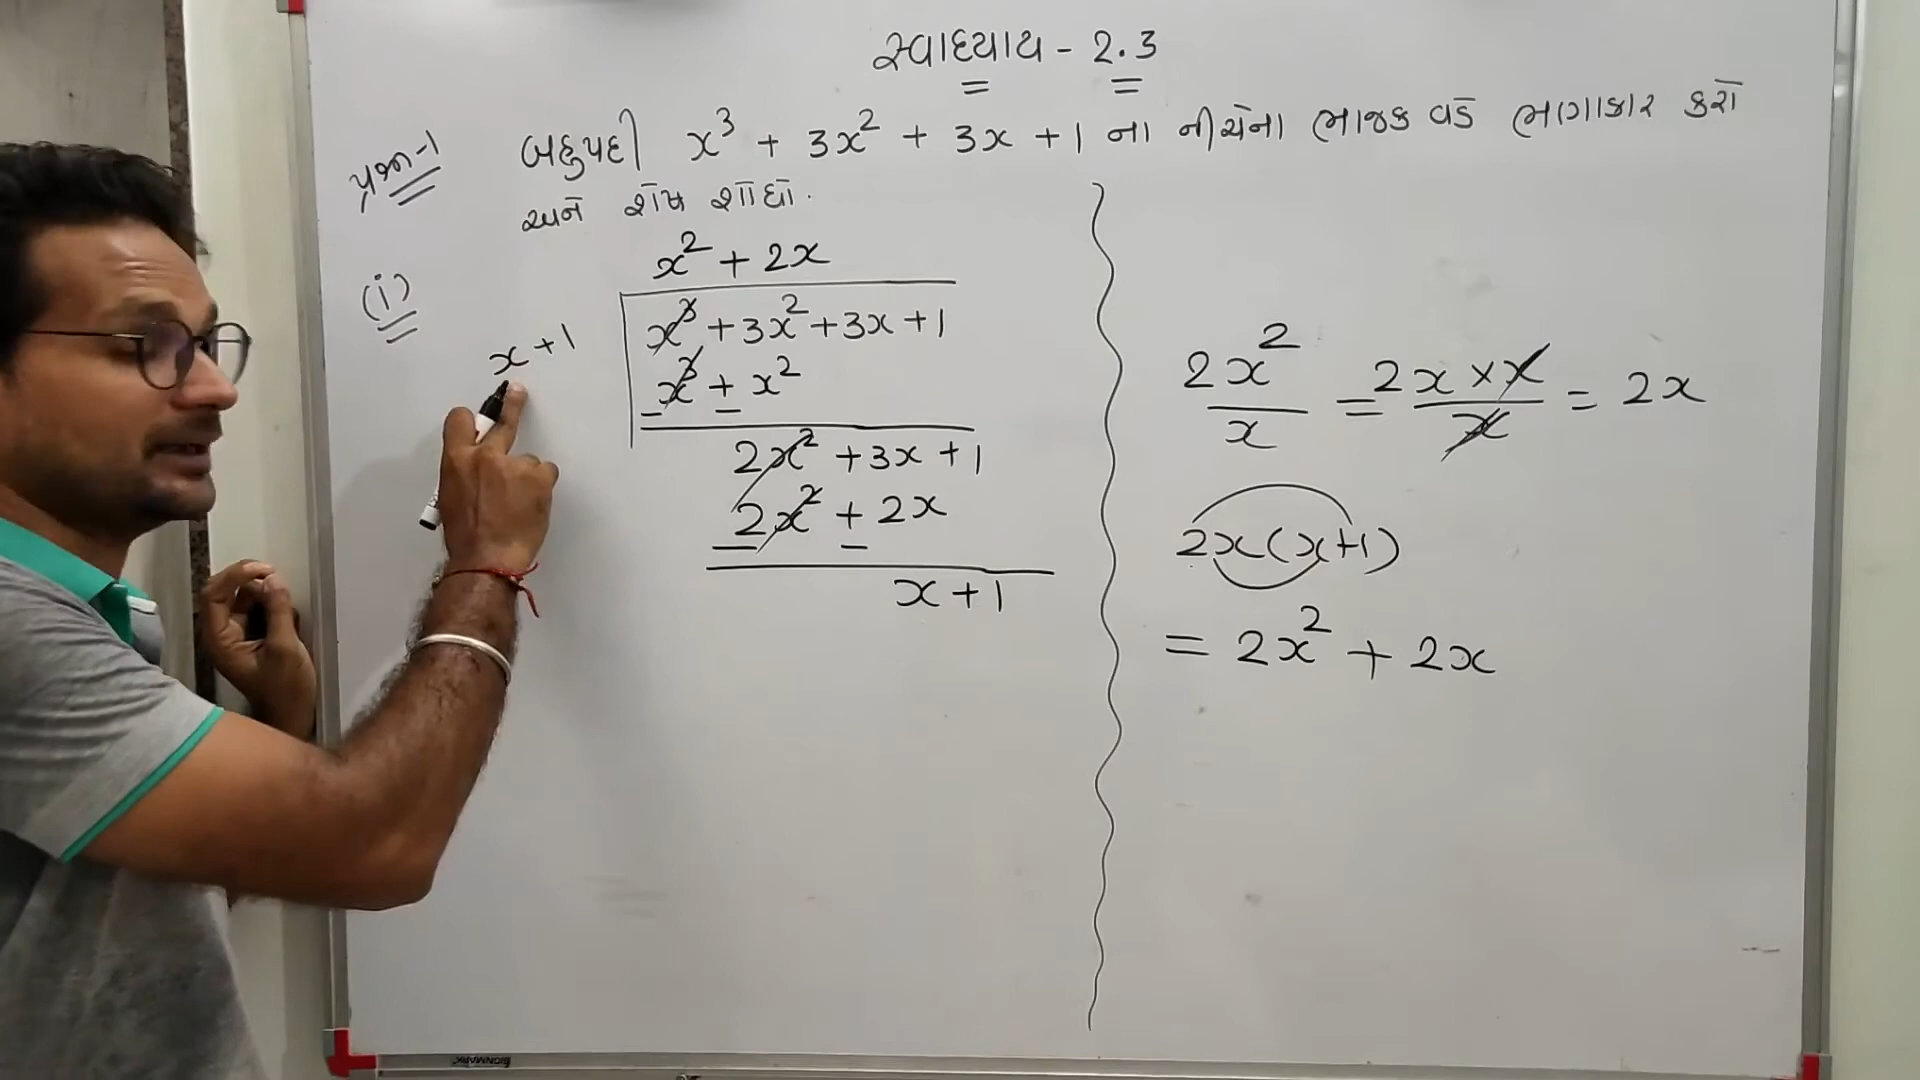 સ્વાધ્યાય - 2.3
પ્રશ્ન-1 બહુપદી x³ + 3x² + 3x + 1 ના નીચેના ભાજક વડે ભાગાકાર કરો
અને શેષ શોધો.
(i)
x² + 2x
x + 1
x³ + 3x² + 3x + 1
x³ + x²
− −
2x² + 3x + 1
2x² + 2x
− −
x + 1
2x²/x = 2x × x/x = 2x
2x(x+1)
= 2x² + 2x